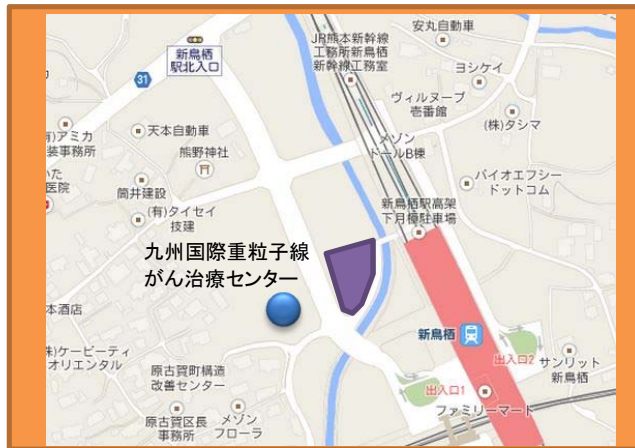 安丸自動車
JR熊本新幹線
工務所新鳥栖
新幹線工務室
新鳥栖
駅北入口
ヨシケイ
31
ヴィルヌーブ
壱番館
(株)タシマ
有)アミカ
装事務所
天本自動車
メゾン
ドールB棟
熊野神社
いた
医院
筒井建設
バイオエフシー
ドットコム
(有)タイセイ
技建
新鳥栖駅高架
下月極駐車場
九州国際重粒子線
がん治療センター
本酒店
新鳥栖
出入口2
サンリット
新鳥栖
株)ケービーティ
オリエンタル
原古賀町構造
改善センター
出入口1
ファミリーマート
原古賀区長
事務所
メゾン
フローラ